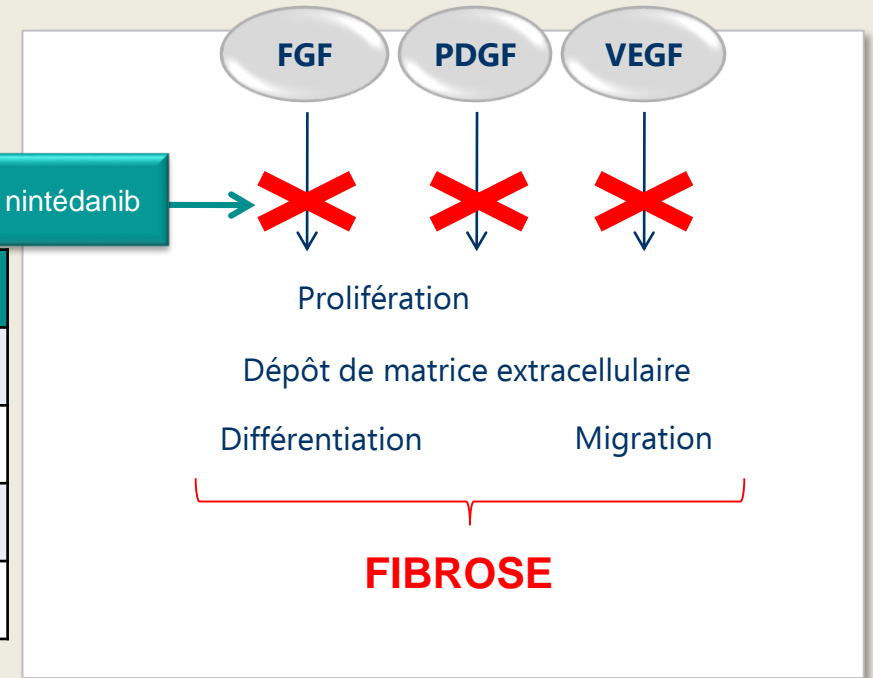 FGF PDGF VEGF
nintédanib
Prolifération
Dépôt de matrice extracellulaire
Différentiation Migration
FIBROSE